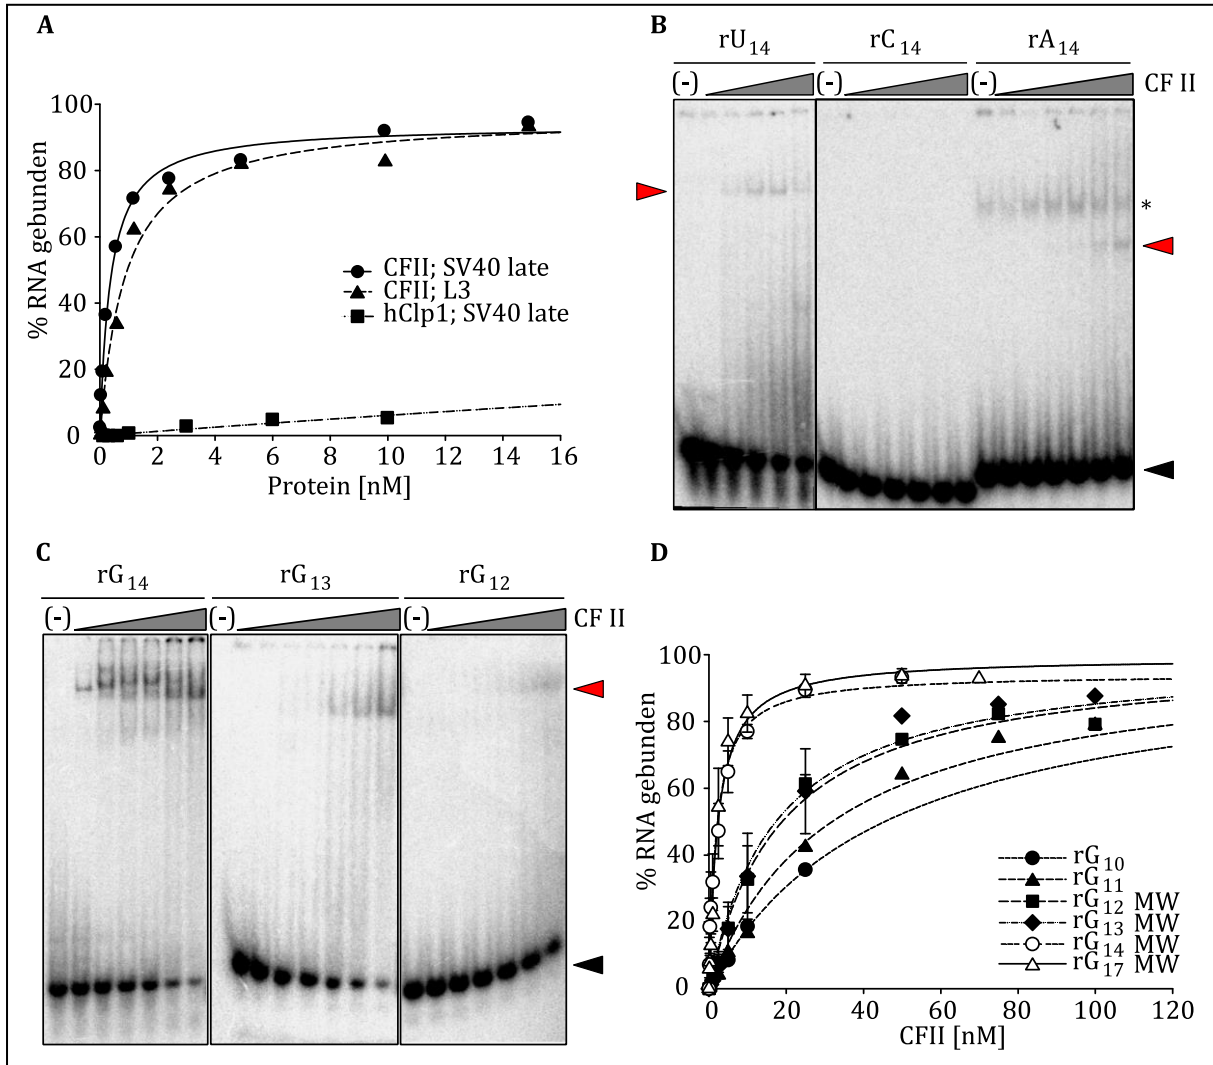 A
% RNA gebunden
100
80
60
40
20
0
0 2 4 6 8 10 12 14 16
Protein [nM]
CFII; SV40 late
CFII; L3
hClp1; SV40 late
B
rU14 rC14 rA14
(-) (-) (-) CF II
*
C
rG14 rG13 rG12
(-) (-) (-) CF II
D
% RNA gebunden
100
80
60
40
20
0
0 20 40 60 80 100 120
CFII [nM]
rG10
rG11
rG12 MW
rG13 MW
rG14 MW
rG17 MW